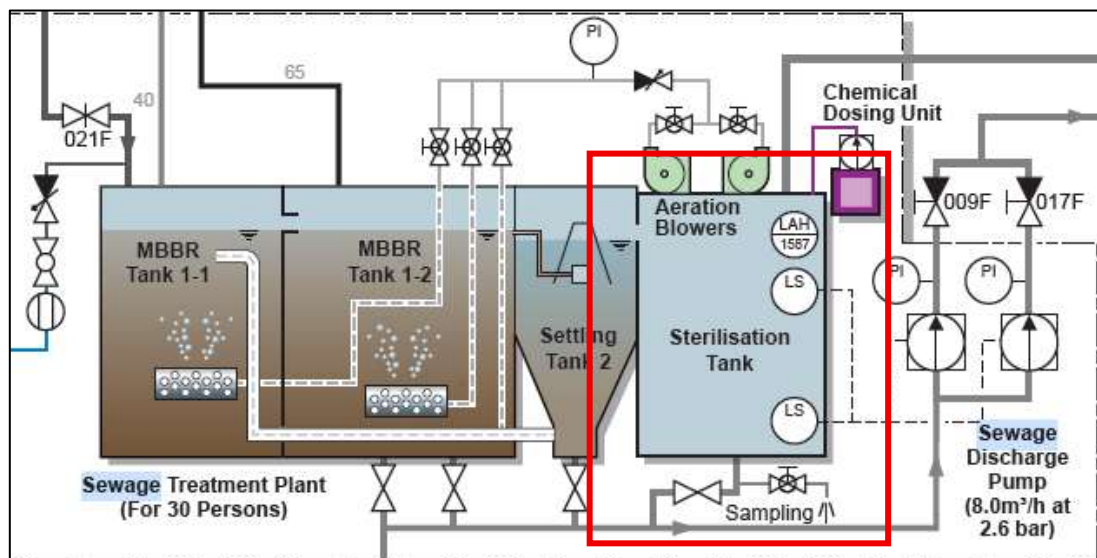 PI
65
40
021F
Chemical
Dosing Unit
009F
017F
MBBR
Tank 1-1
MBBR
Tank 1-2
Aeration
Blowers
LAH
1587
LS
PI
PI
Settling
Tank 2
Sterilisation
Tank
LS
Sewage Treatment Plant
(For 30 Persons)
Sampling
Sewage
Discharge
Pump
(8.0m³/h at
2.6 bar)